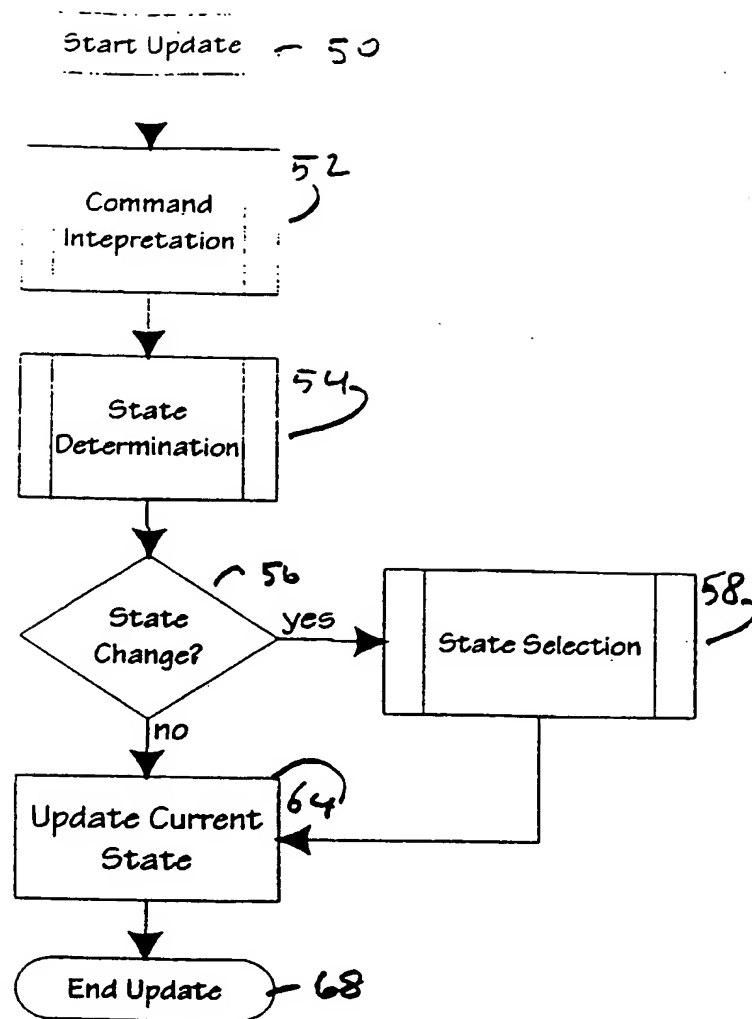 Start Update
50
52
Command
Intepretation
54
State
Determination
56
State
Change?
yes
58
State Selection
no
64
Update Current
State
End Update
68